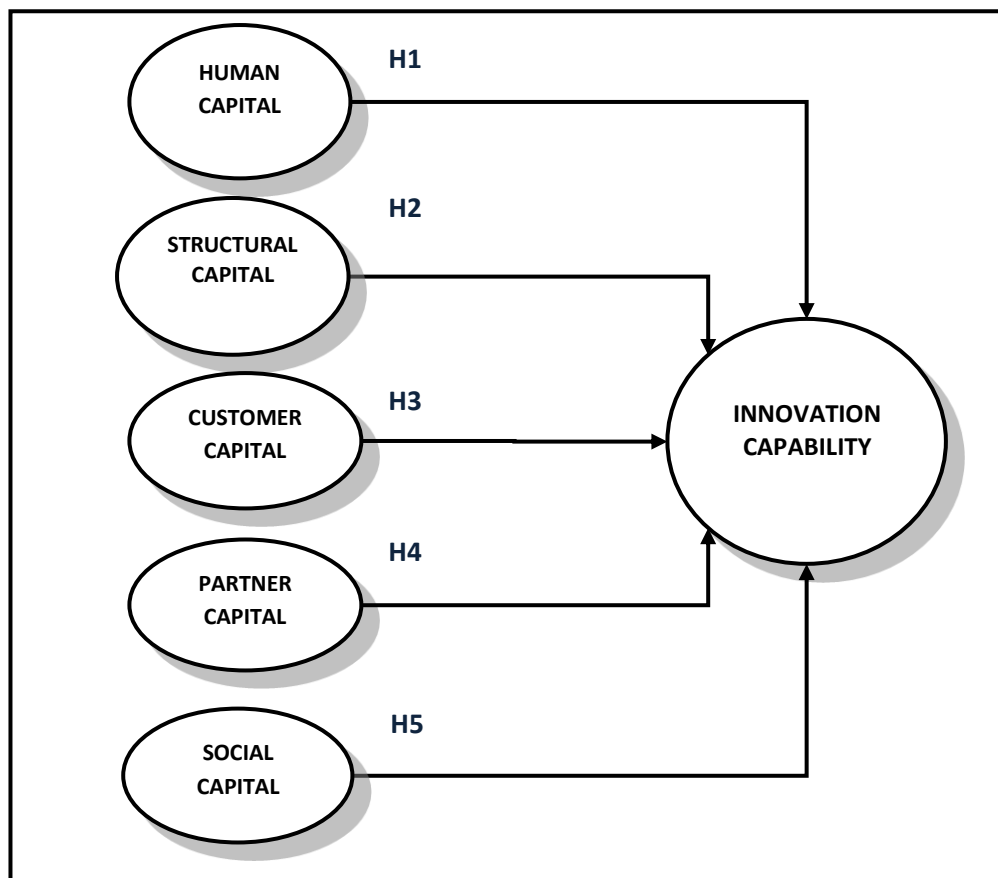 H1
HUMAN
CAPITAL
H2
STRUCTURAL
CAPITAL
H3
CUSTOMER
CAPITAL
INNOVATION
CAPABILITY
H4
PARTNER
CAPITAL
H5
SOCIAL
CAPITAL